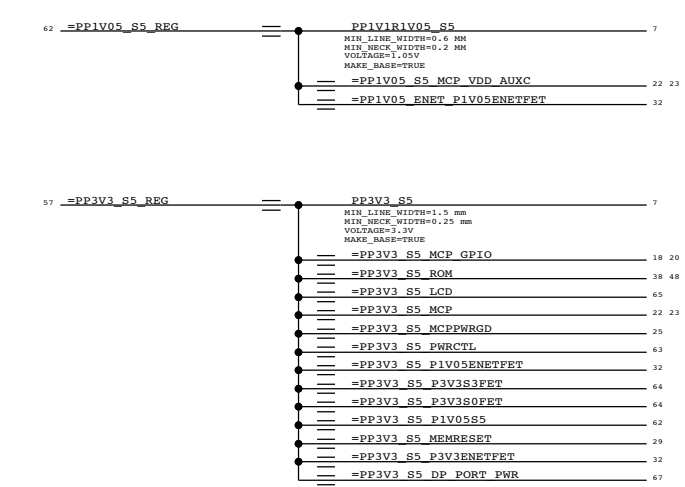 62 =PP1V05_S5_REG PP1V1R1V05_S5 7
MIN_LINE_WIDTH=0.6 MM
MIN_NECK_WIDTH=0.2 MM
VOLTAGE=1.05V
MAKE_BASE=TRUE
=PP1V05_S5_MCP_VDD_AUXC 22 23
=PP1V05_ENET_P1V05ENETFET 32
57 =PP3V3_S5_REG PP3V3_S5 7
MIN_LINE_WIDTH=1.5 mm
MIN_NECK_WIDTH=0.25 mm
VOLTAGE=3.3V
MAKE_BASE=TRUE
=PP3V3_S5_MCP_GPIO 18 20
=PP3V3_S5_ROM 38 48
=PP3V3_S5_LCD 65
=PP3V3_S5_MCP 22 23
=PP3V3_S5_MCPPWRGD 25
=PP3V3_S5_PWRCTL 63
=PP3V3_S5_P1V05ENETFET 32
=PP3V3_S5_P3V3S3FET 64
=PP3V3_S5_P3V3S0FET 64
=PP3V3_S5_P1V05S5 62
=PP3V3_S5_MEMRESET 29
=PP3V3_S5_P3V3ENETFET 32
=PP3V3_S5_DP_PORT_PWR 67